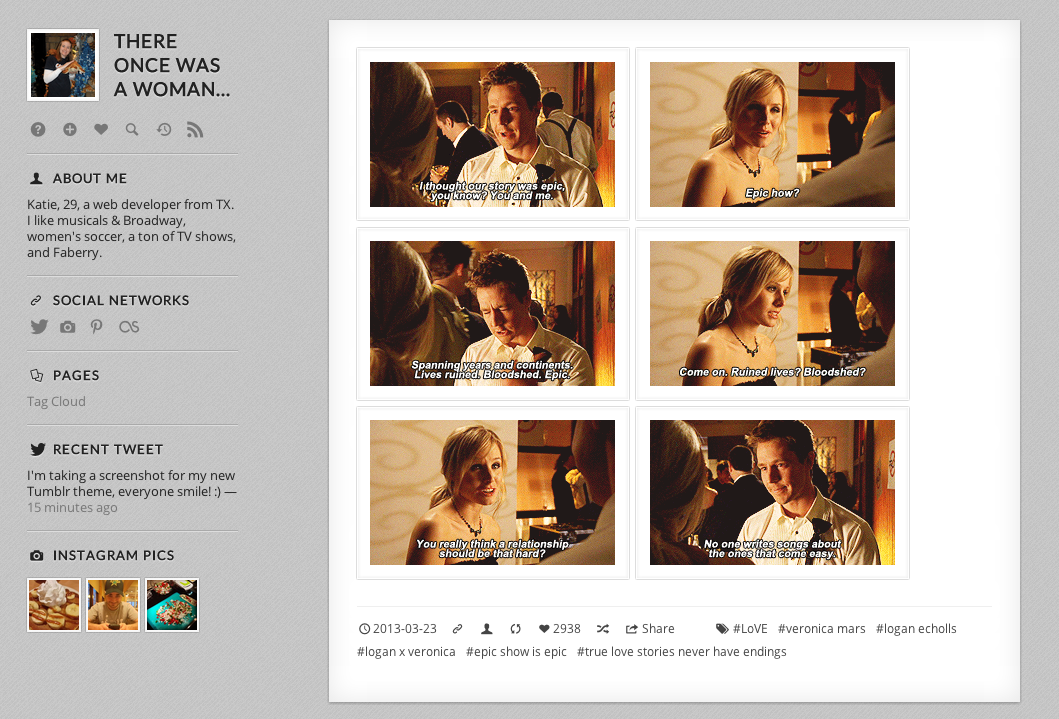 THERE
ONCE WAS
A WOMAN...
ABOUT ME
Katie, 29, a web developer from TX.
I like musicals & Broadway,
women's soccer, a ton of TV shows,
and Faberry.
SOCIAL NETWORKS
PAGES
Tag Cloud
RECENT TWEET
I'm taking a screenshot for my new
Tumblr theme, everyone smile! :) —
15 minutes ago
INSTAGRAM PICS
I thought our story was epic,
you know? You and me.
Epic how?
Spanning years and continents.
Lives ruined. Bloodshed. Epic.
Come on. Ruined lives? Bloodshed?
You really think a relationship
should be that hard?
No one writes songs about
the ones that come easy.
2013-03-23 2938 Share #LoVE #veronica mars #logan echolls
#logan x veronica #epic show is epic #true love stories never have endings